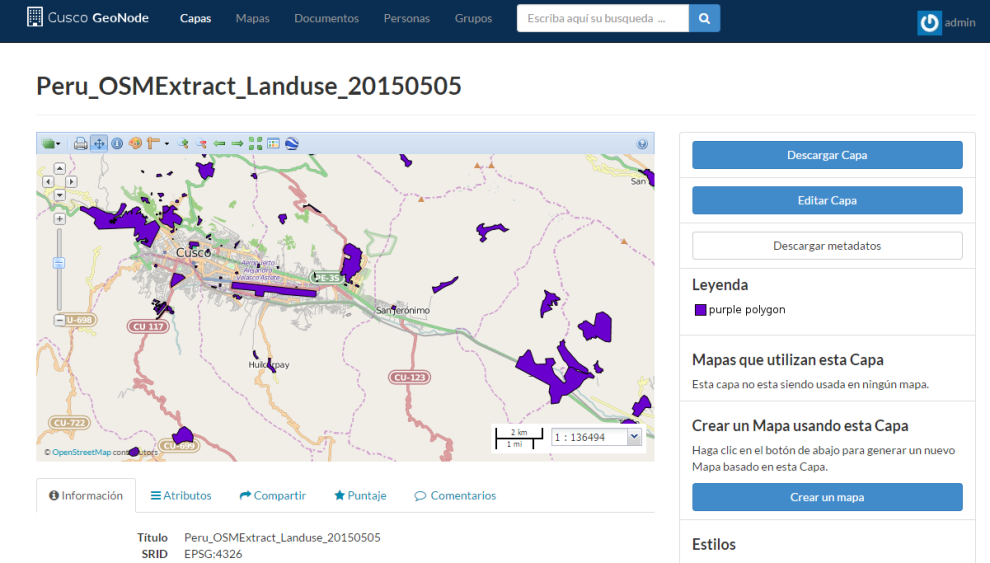 Cusco GeoNode
Capas Mapas Documentos Personas Grupos
Escriba aquí su busqueda ...
admin
Peru_OSMExtract_Landuse_20150505
San
Cusco
Aeropuerto
Alejandro
Velasco Astete
PE-3S
San Jerónimo
U-698
CU 117
Huilcarpay
CU-123
CU-722
CU-699
2 km
1 mi
1 : 136494
© OpenStreetMap contributors
Descargar Capa
Editar Capa
Descargar metadatos
Leyenda
purple polygon
Mapas que utilizan esta Capa
Esta capa no esta siendo usada en ningún mapa.
Crear un Mapa usando esta Capa
Haga clic en el botón de abajo para generar un nuevo
Mapa basado en esta Capa.
Crear un mapa
Estilos
Información Atributos Compartir Puntaje Comentarios
Título Peru_OSMExtract_Landuse_20150505
SRID EPSG:4326